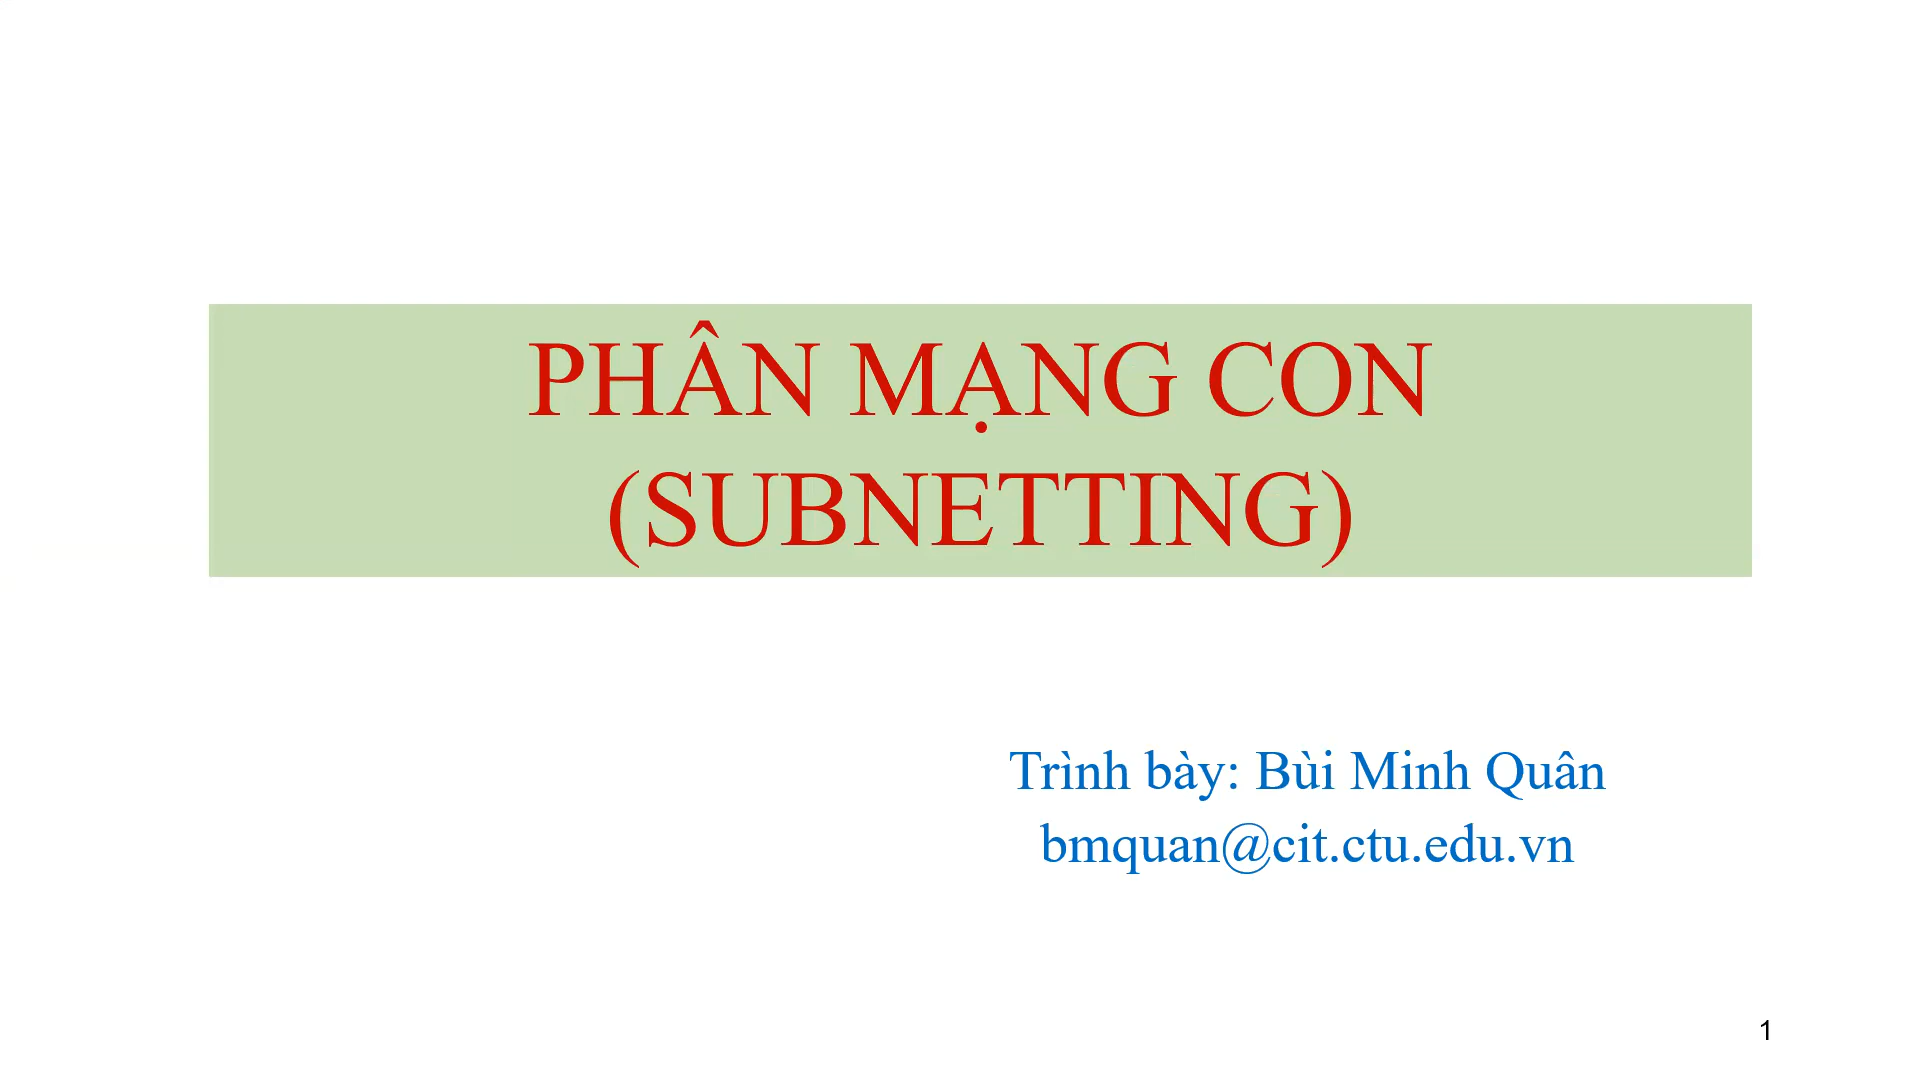 PHÂN MẠNG CON
(SUBNETTING)
Trình bày: Bùi Minh Quân
bmquan@cit.ctu.edu.vn
1